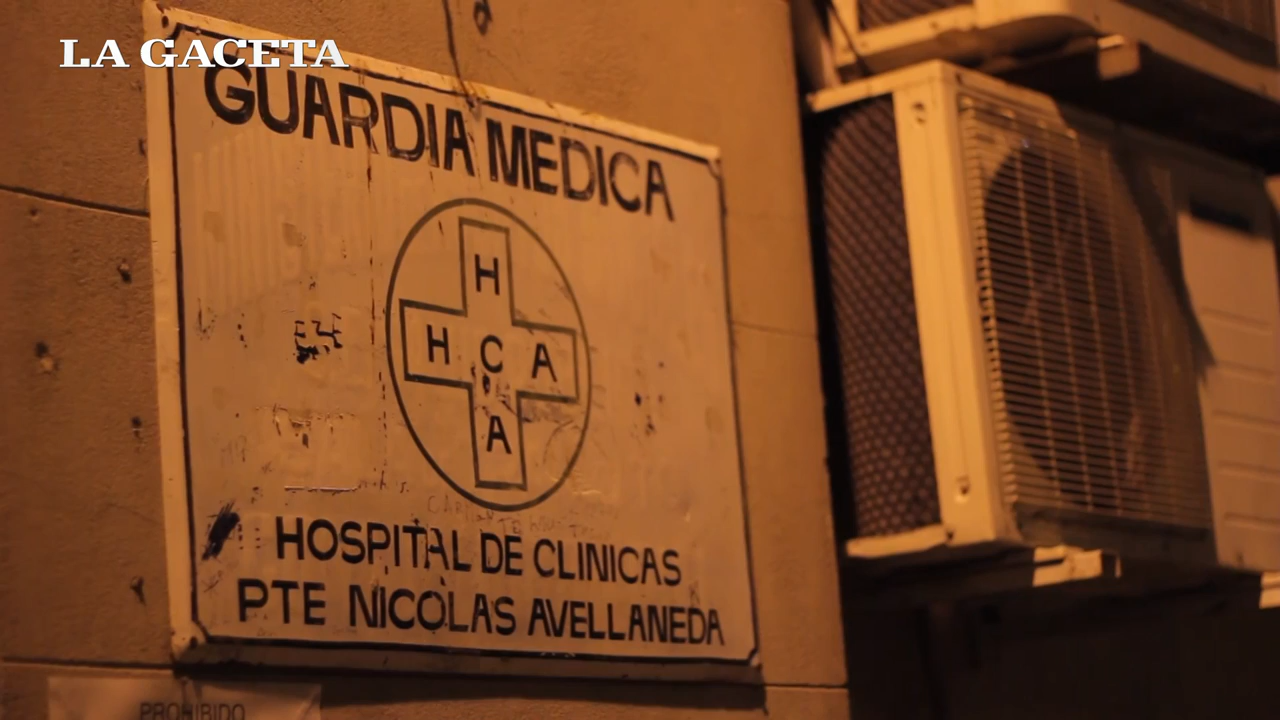 LA GACETA
GUARDIA MEDICA
H
H C A
A
HOSPITAL DE CLINICAS
PTE NICOLAS AVELLANEDA
PROHIBIDO